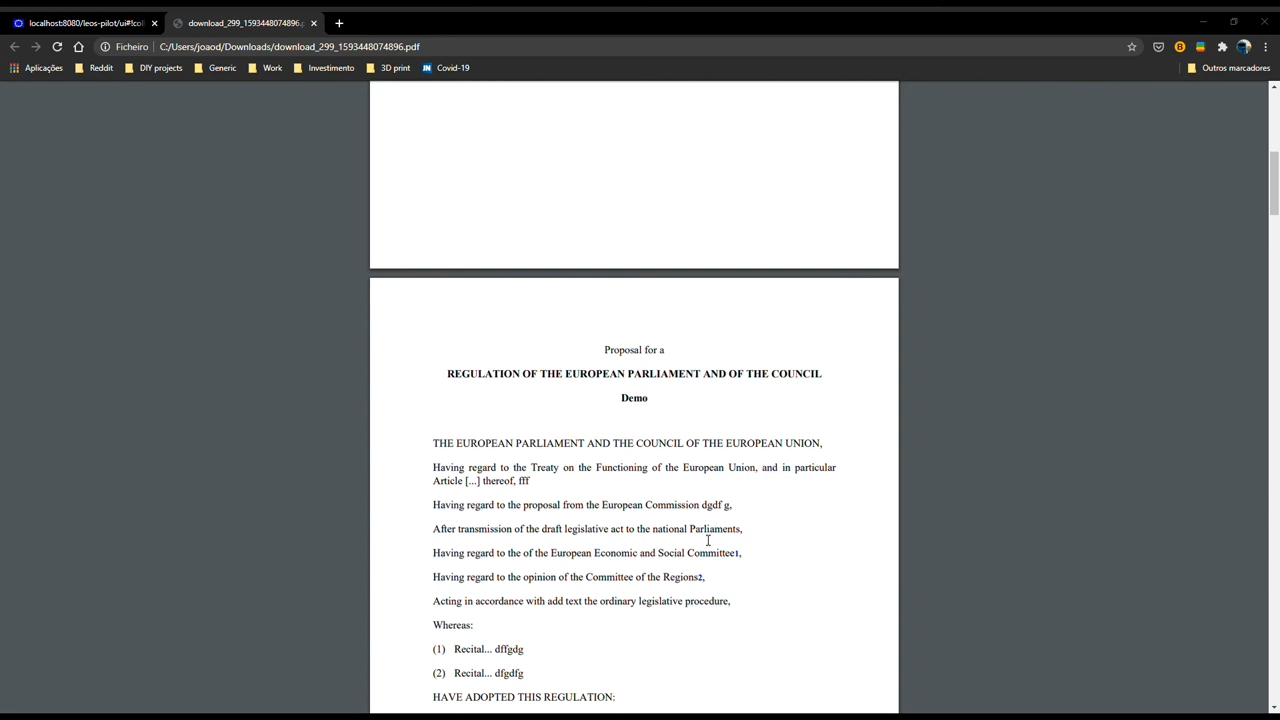 localhost:8080/leos-pilot/ui#!col
download_299_1593448074896.p
Ficheiro
C:/Users/joaod/Downloads/download_299_1593448074896.pdf
Aplicações
Reddit
DIY projects
Generic
Work
Investimento
3D print
JN
Covid-19
Outros marcadores
Proposal for a
REGULATION OF THE EUROPEAN PARLIAMENT AND OF THE COUNCIL
Demo
THE EUROPEAN PARLIAMENT AND THE COUNCIL OF THE EUROPEAN UNION,
Having regard to the Treaty on the Functioning of the European Union, and in particular
Article [...] thereof, fff
Having regard to the proposal from the European Commission dgdf g,
After transmission of the draft legislative act to the national Parliaments,
Having regard to the of the European Economic and Social Committee1,
Having regard to the opinion of the Committee of the Regions2,
Acting in accordance with add text the ordinary legislative procedure,
Whereas:
(1) Recital... dffgdg
(2) Recital... dfgdfg
HAVE ADOPTED THIS REGULATION: